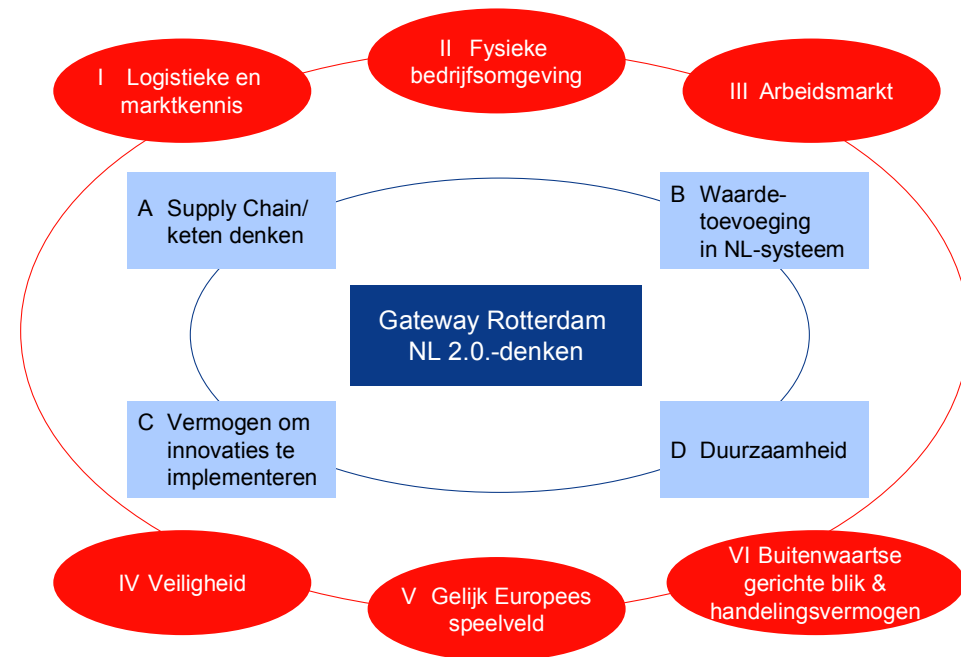 I Logistieke en
marktkennis
II Fysieke
bedrijfsomgeving
III Arbeidsmarkt
A Supply Chain/
keten denken
B Waarde-
toevoeging
in NL-systeem
Gateway Rotterdam
NL 2.0.-denken
C Vermogen om
innovaties te
implementeren
D Duurzaamheid
IV Veiligheid
V Gelijk Europees
speelveld
VI Buitenwaartse
gerichte blik &
handelingsvermogen